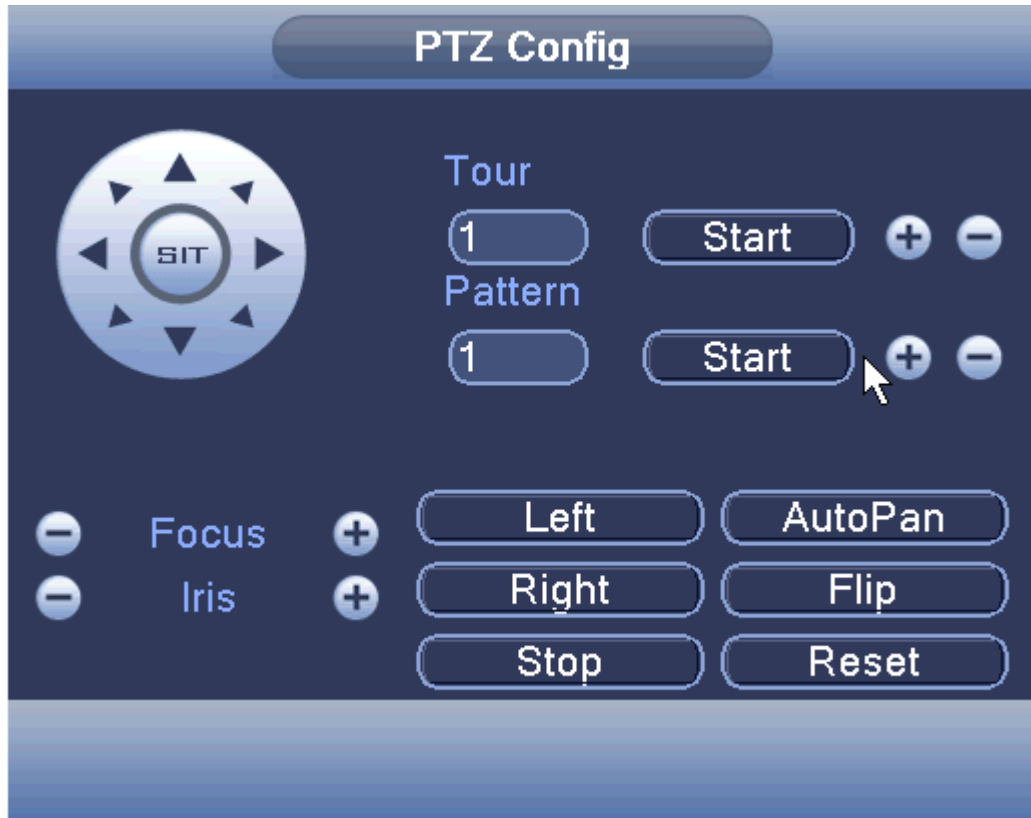 PTZ Config
SIT
Tour
1 Start
Pattern
1 Start
Focus
Iris
Left AutoPan
Right Flip
Stop Reset